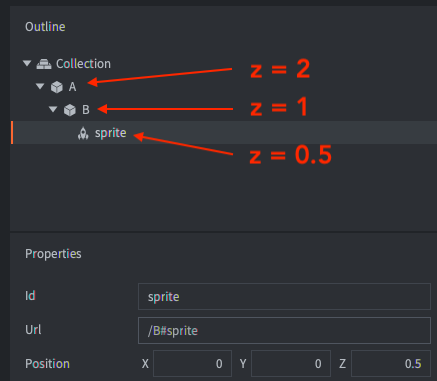 Outline
Collection
A
z = 2
B
z = 1
sprite
z = 0.5
Properties
Id sprite
Url /B#sprite
Position X 0 Y 0 Z 0.5